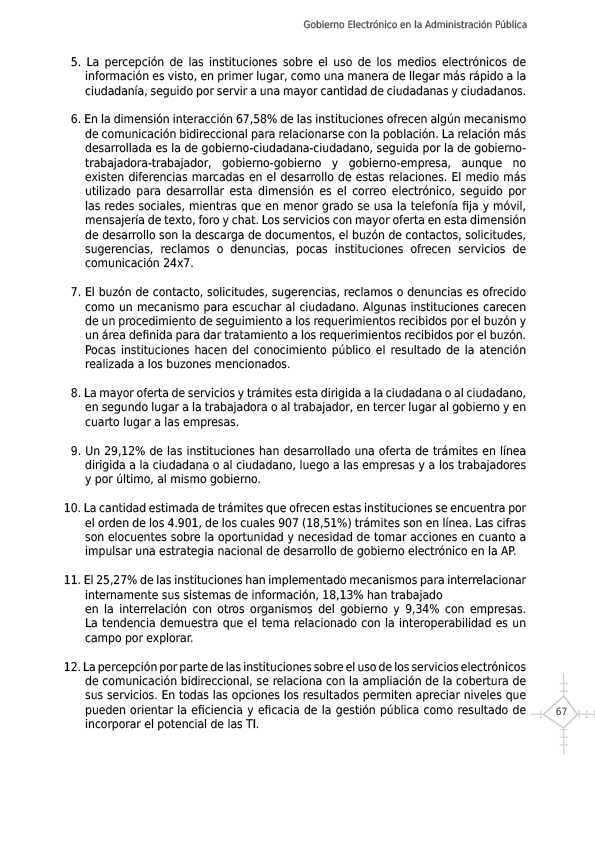 Gobierno Electrónico en la Administración Pública
5. La percepción de las instituciones sobre el uso de los medios electrónicos de
información es visto, en primer lugar, como una manera de llegar más rápido a la
ciudadanía, seguido por servir a una mayor cantidad de ciudadanas y ciudadanos.
6. En la dimensión interacción 67,58% de las instituciones ofrecen algún mecanismo
de comunicación bidireccional para relacionarse con la población. La relación más
desarrollada es la de gobierno-ciudadana-ciudadano, seguida por la de gobierno-
trabajadora-trabajador, gobierno-gobierno y gobierno-empresa, aunque no
existen diferencias marcadas en el desarrollo de estas relaciones. El medio más
utilizado para desarrollar esta dimensión es el correo electrónico, seguido por
las redes sociales, mientras que en menor grado se usa la telefonía fija y móvil,
mensajería de texto, foro y chat. Los servicios con mayor oferta en esta dimensión
de desarrollo son la descarga de documentos, el buzón de contactos, solicitudes,
sugerencias, reclamos o denuncias, pocas instituciones ofrecen servicios de
comunicación 24x7.
7. El buzón de contacto, solicitudes, sugerencias, reclamos o denuncias es ofrecido
como un mecanismo para escuchar al ciudadano. Algunas instituciones carecen
de un procedimiento de seguimiento a los requerimientos recibidos por el buzón y
un área definida para dar tratamiento a los requerimientos recibidos por el buzón.
Pocas instituciones hacen del conocimiento público el resultado de la atención
realizada a los buzones mencionados.
8. La mayor oferta de servicios y trámites esta dirigida a la ciudadana o al ciudadano,
en segundo lugar a la trabajadora o al trabajador, en tercer lugar al gobierno y en
cuarto lugar a las empresas.
9. Un 29,12% de las instituciones han desarrollado una oferta de trámites en línea
dirigida a la ciudadana o al ciudadano, luego a las empresas y a los trabajadores
y por último, al mismo gobierno.
10. La cantidad estimada de trámites que ofrecen estas instituciones se encuentra por
el orden de los 4.901, de los cuales 907 (18,51%) trámites son en línea. Las cifras
son elocuentes sobre la oportunidad y necesidad de tomar acciones en cuanto a
impulsar una estrategia nacional de desarrollo de gobierno electrónico en la AP.
11. El 25,27% de las instituciones han implementado mecanismos para interrelacionar
internamente sus sistemas de información, 18,13% han trabajado
en la interrelación con otros organismos del gobierno y 9,34% con empresas.
La tendencia demuestra que el tema relacionado con la interoperabilidad es un
campo por explorar.
12. La percepción por parte de las instituciones sobre el uso de los servicios electrónicos
de comunicación bidireccional, se relaciona con la ampliación de la cobertura de
sus servicios. En todas las opciones los resultados permiten apreciar niveles que
pueden orientar la eficiencia y eficacia de la gestión pública como resultado de
incorporar el potencial de las TI.
67